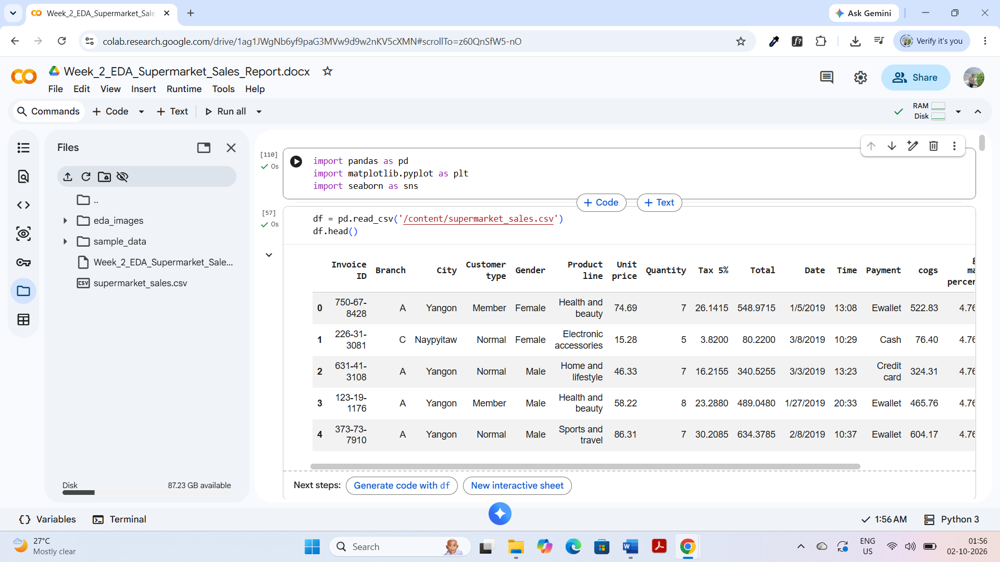 Week_2_EDA_Supermarket_Sale
Ask Gemini
colab.research.google.com/drive/1ag1JWgNb6yf9paG3MVw9d9w2nKV5cXMN#scrollTo=z60QnSfW5-nO
Verify it's you
Week_2_EDA_Supermarket_Sales_Report.docx
File Edit View Insert Runtime Tools Help
Share
Commands + Code + Text Run all
RAM
Disk
Files
..
eda_images
sample_data
Week_2_EDA_Supermarket_Sale...
CSV supermarket_sales.csv
Disk 87.23 GB available
[110]
0s
import pandas as pd
import matplotlib.pyplot as plt
import seaborn as sns
+ Code + Text
[57]
0s
df = pd.read_csv('/content/supermarket_sales.csv')
df.head()
Invoice ID Branch City Customer type Gender Product line Unit price Quantity Tax 5% Total Date Time Payment cogs
0 750-67-8428 A Yangon Member Female Health and beauty 74.69 7 26.1415 548.9715 1/5/2019 13:08 Ewallet 522.83 4.76
1 226-31-3081 C Naypyitaw Normal Female Electronic accessories 15.28 5 3.8200 80.2200 3/8/2019 10:29 Cash 76.40 4.76
2 631-41-3108 A Yangon Normal Male Home and lifestyle 46.33 7 16.2155 340.5255 3/3/2019 13:23 Credit card 324.31 4.76
3 123-19-1176 A Yangon Member Male Health and beauty 58.22 8 23.2880 489.0480 1/27/2019 20:33 Ewallet 465.76 4.76
4 373-73-7910 A Yangon Normal Male Sports and travel 86.31 7 30.2085 634.3785 2/8/2019 10:37 Ewallet 604.17 4.76
Next steps: Generate code with df New interactive sheet
{} Variables Terminal
1:56 AM Python 3
27°C
Mostly clear
Search
ENG
US
01:56
02-10-2026